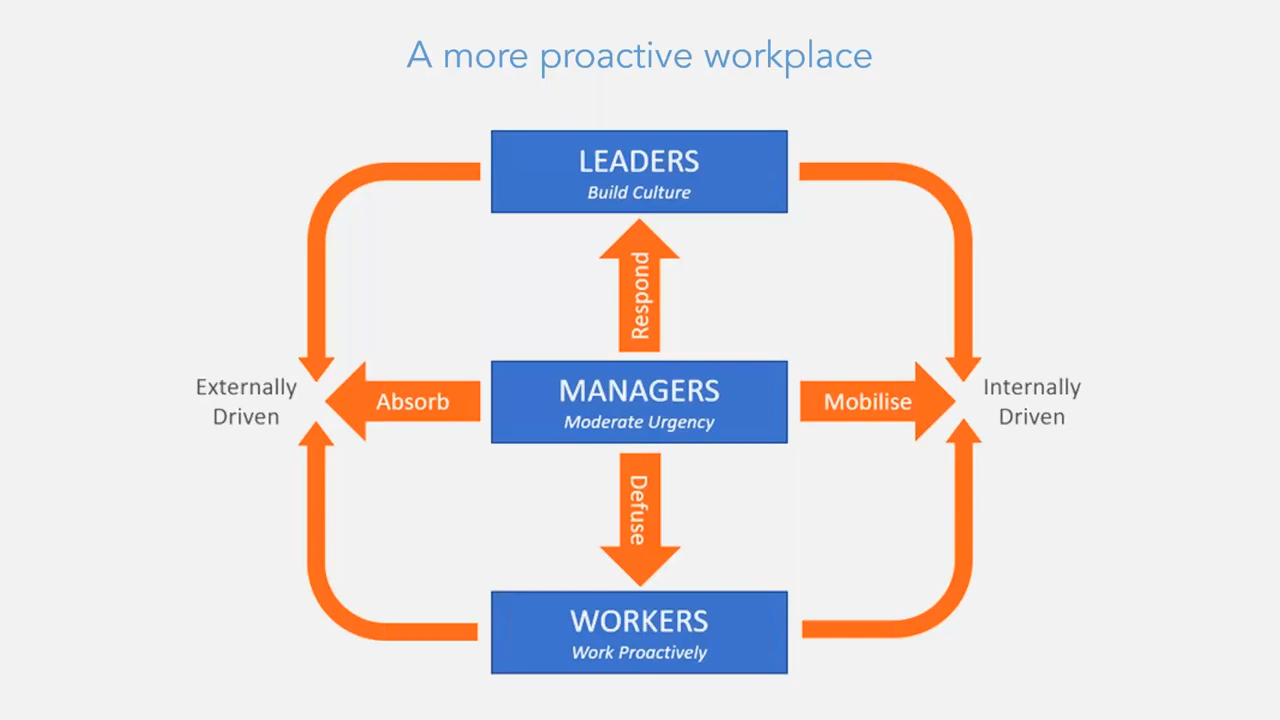 A more proactive workplace
LEADERS
Build Culture
Respond
Externally
Driven
Absorb
MANAGERS
Moderate Urgency
Mobilise
Internally
Driven
Defuse
WORKERS
Work Proactively